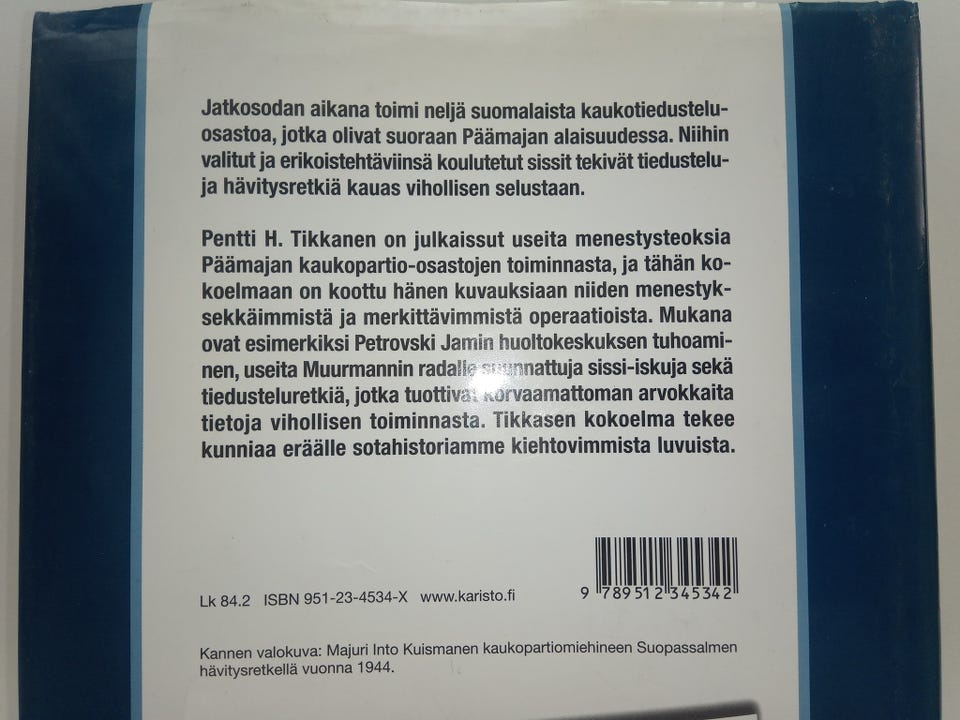 Jatkosodan aikana toimi neljä suomalaista kaukotiedustelu-
osastoa, jotka olivat suoraan Päämajan alaisuudessa. Niihin
valitut ja erikoistehtäviinsä koulutetut sissit tekivät tiedustelu-
ja hävitysretkiä kauas vihollisen selustaan.
Pentti H. Tikkanen on julkaissut useita menestysteoksia
Päämajan kaukopartio-osastojen toiminnasta, ja tähän ko-
koelmaan on koottu hänen kuvauksiaan niiden menestyk-
sekkäimmistä ja merkittävimmistä operaatioista. Mukana
ovat esimerkiksi Petrovski Jamin huoltokeskuksen tuhoami-
nen, useita Muurmannin radalle suunnattuja sissi-iskuja sekä
tiedusteluretkiä, jotka tuottivat korvaamattoman arvokkaita
tietoja vihollisen toiminnasta. Tikkasen kokoelma tekee
kunniaa eräälle sotahistoriamme kiehtovimmista luvuista.
Lk 84.2 ISBN 951-23-4534-X www.karisto.fi
9 789512 345342
Kannen valokuva: Majuri Into Kuismanen kaukopartiomiehineen Suopassalmen
hävitysretkellä vuonna 1944.